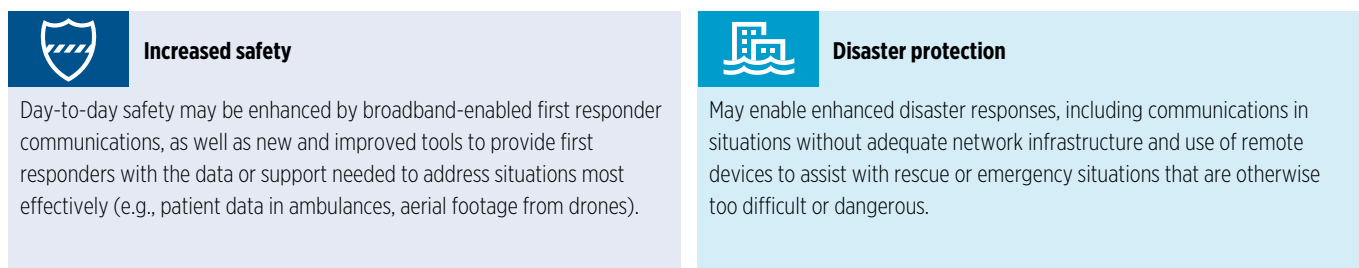 Increased safety
Day-to-day safety may be enhanced by broadband-enabled first responder
communications, as well as new and improved tools to provide first
responders with the data or support needed to address situations most
effectively (e.g., patient data in ambulances, aerial footage from drones).
Disaster protection
May enable enhanced disaster responses, including communications in
situations without adequate network infrastructure and use of remote
devices to assist with rescue or emergency situations that are otherwise
too difficult or dangerous.